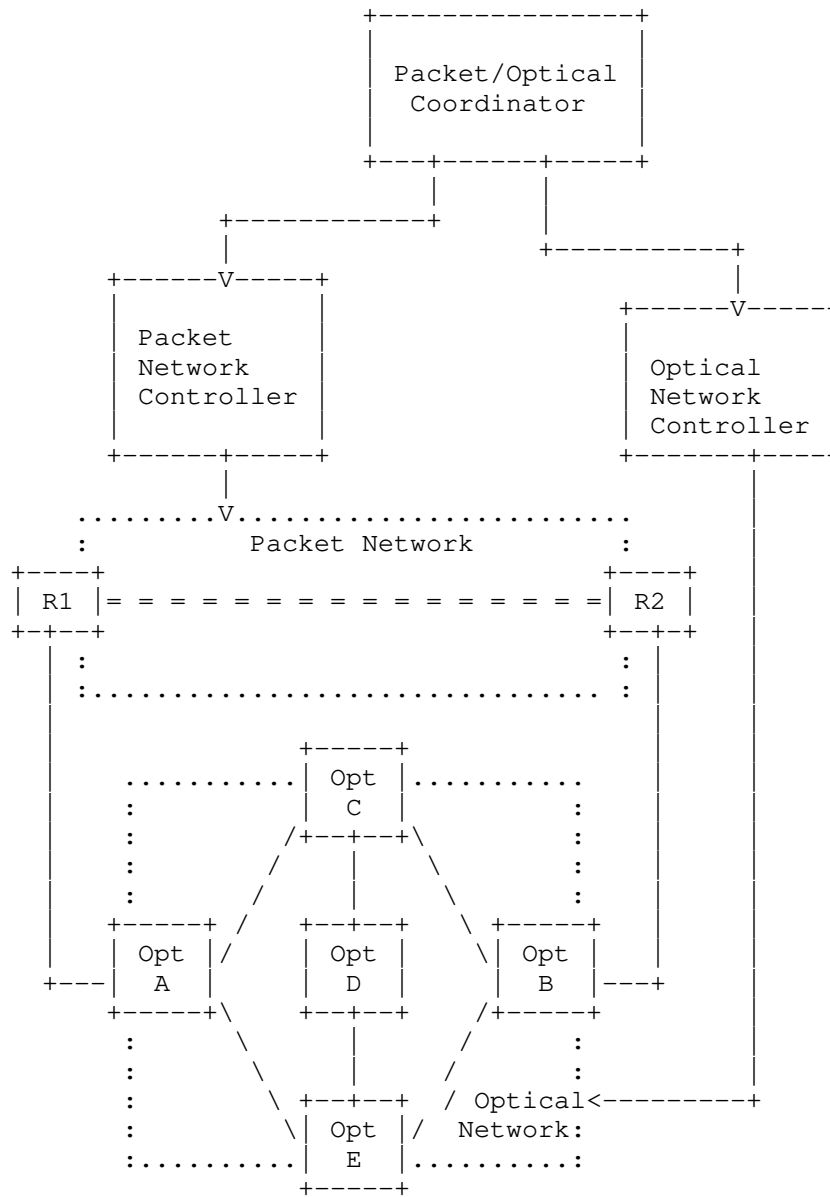 Packet/Optical
Coordinator
Packet
Network
Controller
Optical
Network
Controller
Packet Network
R1
R2
Opt
C
Opt
A
Opt
D
Opt
B
Optical
Network
Opt
E